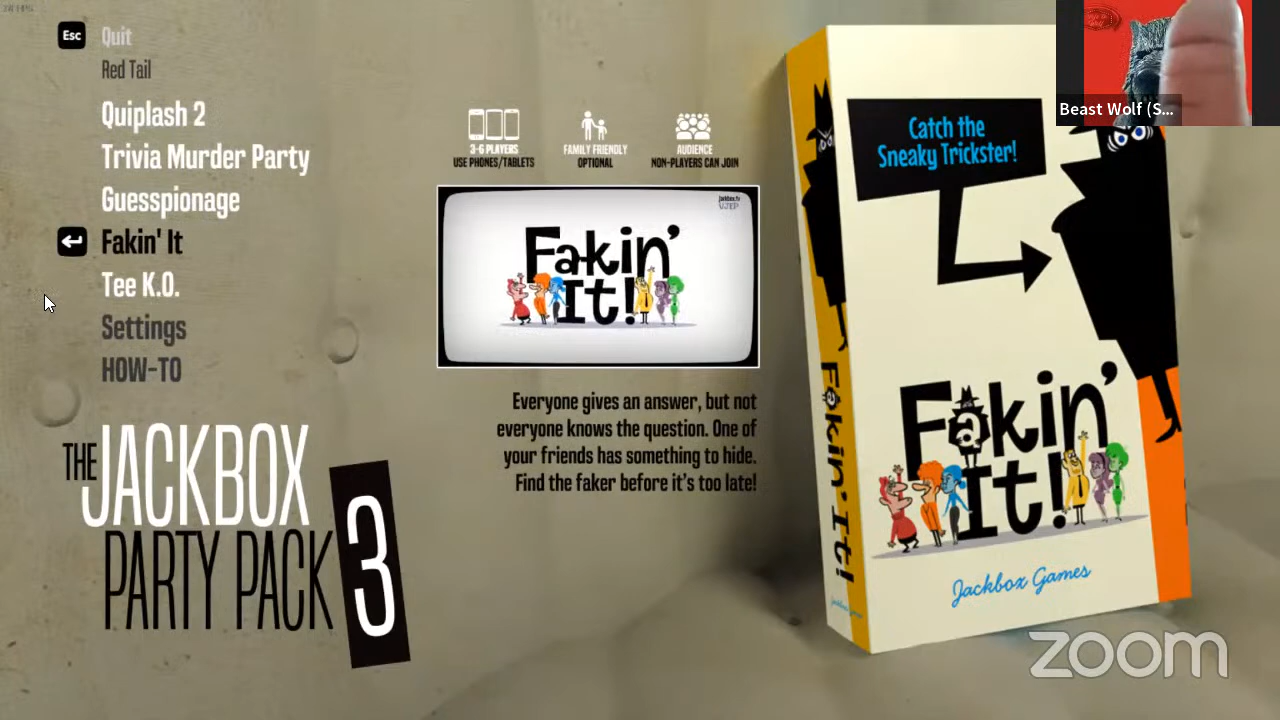 Esc
Quit
Red Tail
Quiplash 2
Trivia Murder Party
Guesspionage
Fakin' It
Tee K.O.
Settings
HOW-TO
THE JACKBOX
PARTY PACK 3
3-6 PLAYERS
USE PHONES/TABLETS
FAMILY FRIENDLY
OPTIONAL
AUDIENCE
NON-PLAYERS CAN JOIN
jackbox.tv
Fakin'
It!
Everyone gives an answer, but not
everyone knows the question. One of
your friends has something to hide.
Find the faker before it's too late!
Catch the
Sneaky Trickster!
Fakin' It!
Fakin'
It!
Jackbox Games
Beast Wolf (S...
zoom